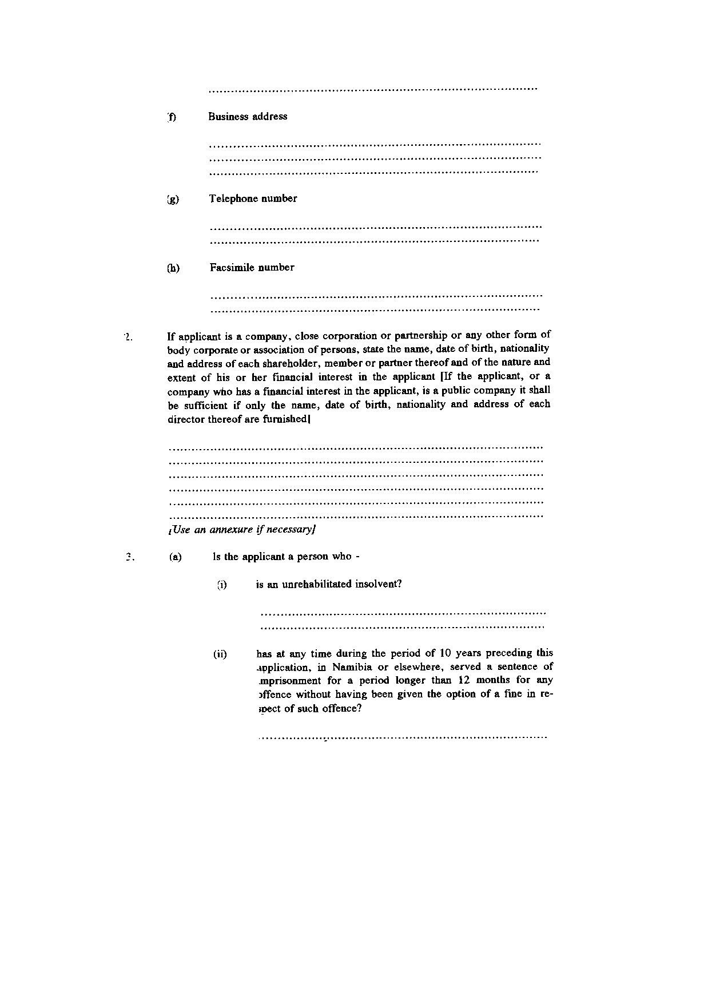 ................................................................................
(f) Business address
................................................................................
................................................................................
................................................................................
(g) Telephone number
................................................................................
................................................................................
(h) Facsimile number
................................................................................
................................................................................
2. If applicant is a company, close corporation or partnership or any other form of
body corporate or association of persons, state the name, date of birth, nationality
and address of each shareholder, member or partner thereof and of the nature and
extent of his or her financial interest in the applicant [If the applicant, or a
company who has a financial interest in the applicant, is a public company it shall
be sufficient if only the name, date of birth, nationality and address of each
director thereof are furnished]
................................................................................
................................................................................
................................................................................
................................................................................
................................................................................
................................................................................
[Use an annexure if necessary]
3. (a) Is the applicant a person who -
(i) is an unrehabilitated insolvent?
................................................................................
................................................................................
(ii) has at any time during the period of 10 years preceding this
application, in Namibia or elsewhere, served a sentence of
imprisonment for a period longer than 12 months for any
offence without having been given the option of a fine in re-
spect of such offence?
................................................................................